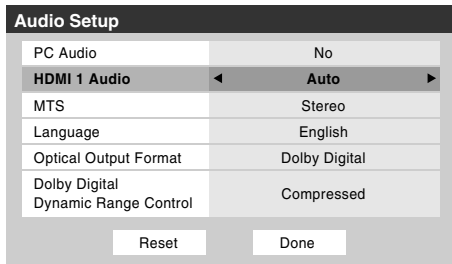 Audio Setup
PC Audio No
HDMI 1 Audio Auto
MTS Stereo
Language English
Optical Output Format Dolby Digital
Dolby Digital
Dynamic Range Control Compressed
Reset Done